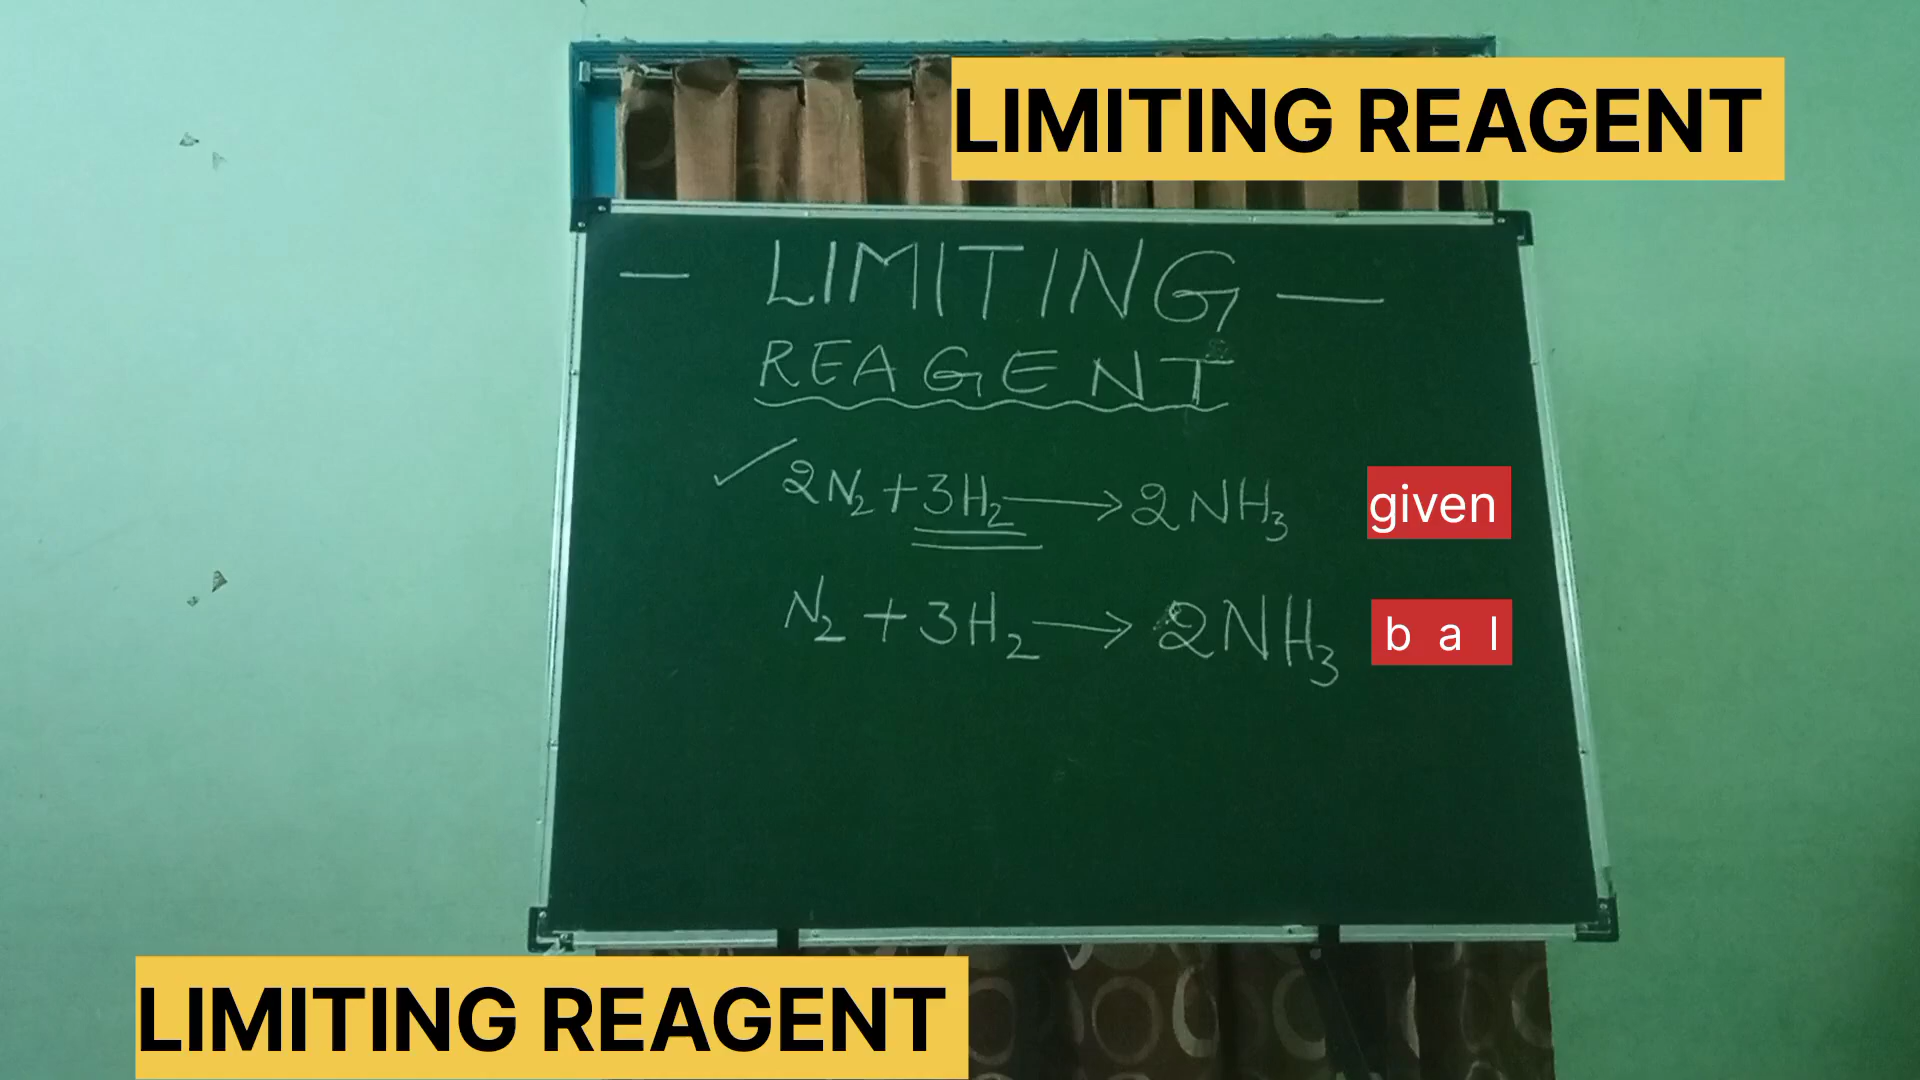 LIMITING REAGENT
— LIMITING —
REAGENT
✓ 2N₂ + 3H₂ ⟶ 2NH₃ given
N₂ + 3H₂ ⟶ 2NH₃ b a l
LIMITING REAGENT